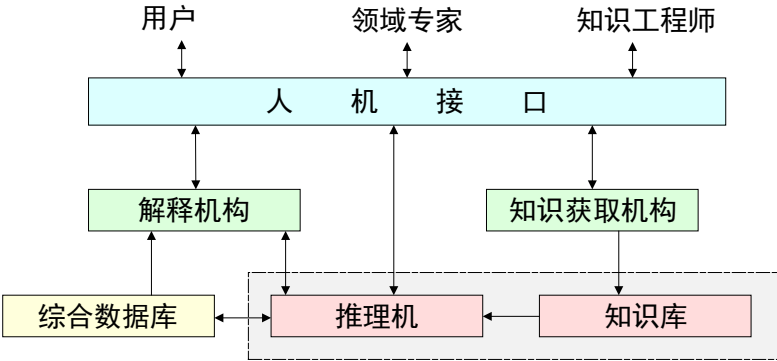 用户 领域专家 知识工程师
人 机 接 口
解释机构 知识获取机构
综合数据库 推理机 知识库